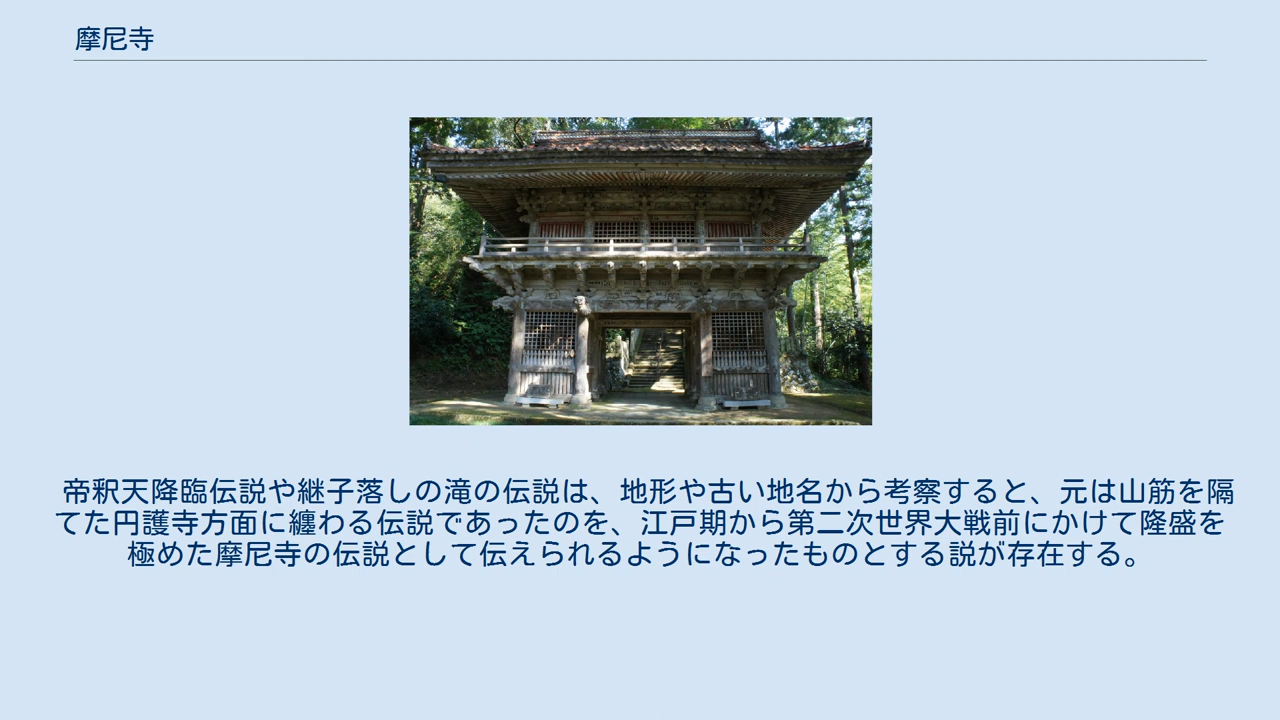 摩尼寺
帝釈天降臨伝説や継子落しの滝の伝説は、地形や古い地名から考察すると、元は山筋を隔
てた円護寺方面に纏わる伝説であったのを、江戸期から第二次世界大戦前にかけて隆盛を
極めた摩尼寺の伝説として伝えられるようになったものとする説が存在する。